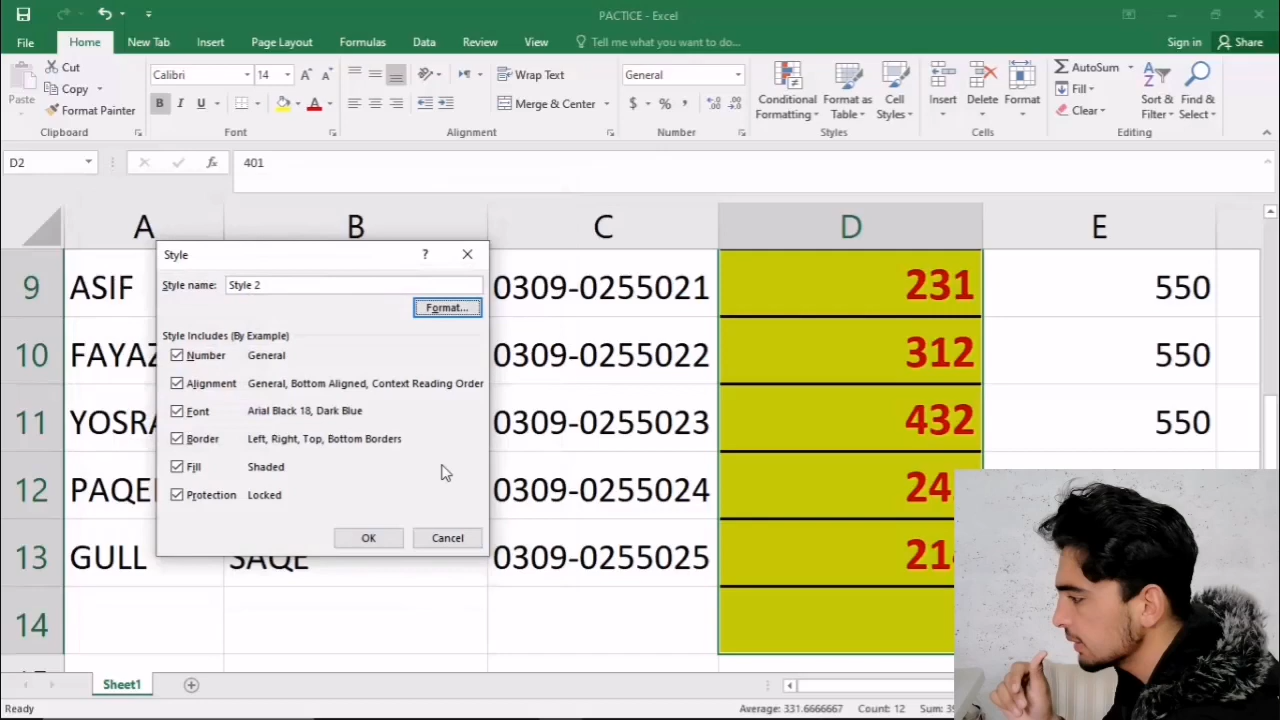 PACTICE - Excel
File Home New Tab Insert Page Layout Formulas Data Review View Tell me what you want to do... Sign in Share
Paste Cut Copy Format Painter Clipboard
Calibri 14 A A B I U A Font
Wrap Text Merge & Center Alignment
General $ % , Number
Conditional Formatting Format as Table Cell Styles Styles
Insert Delete Format Cells
AutoSum Fill Clear Sort & Filter Find & Select Editing
D2 fx 401
A B C D E
9 ASIF 0309-0255021 231 550
10 FAYAZ 0309-0255022 312 550
11 0309-0255023 432 550
12 0309-0255024
13 GULL SAQE 0309-0255025
14
Style ?
Style name: Style 2
Format...
Style Includes (By Example)
Number General
Alignment General, Bottom Aligned, Context Reading Order
Font Arial Black 18, Dark Blue
Border Left, Right, Top, Bottom Borders
Fill Shaded
Protection Locked
OK Cancel
Sheet1
Ready Average: 331.6666667 Count: 12